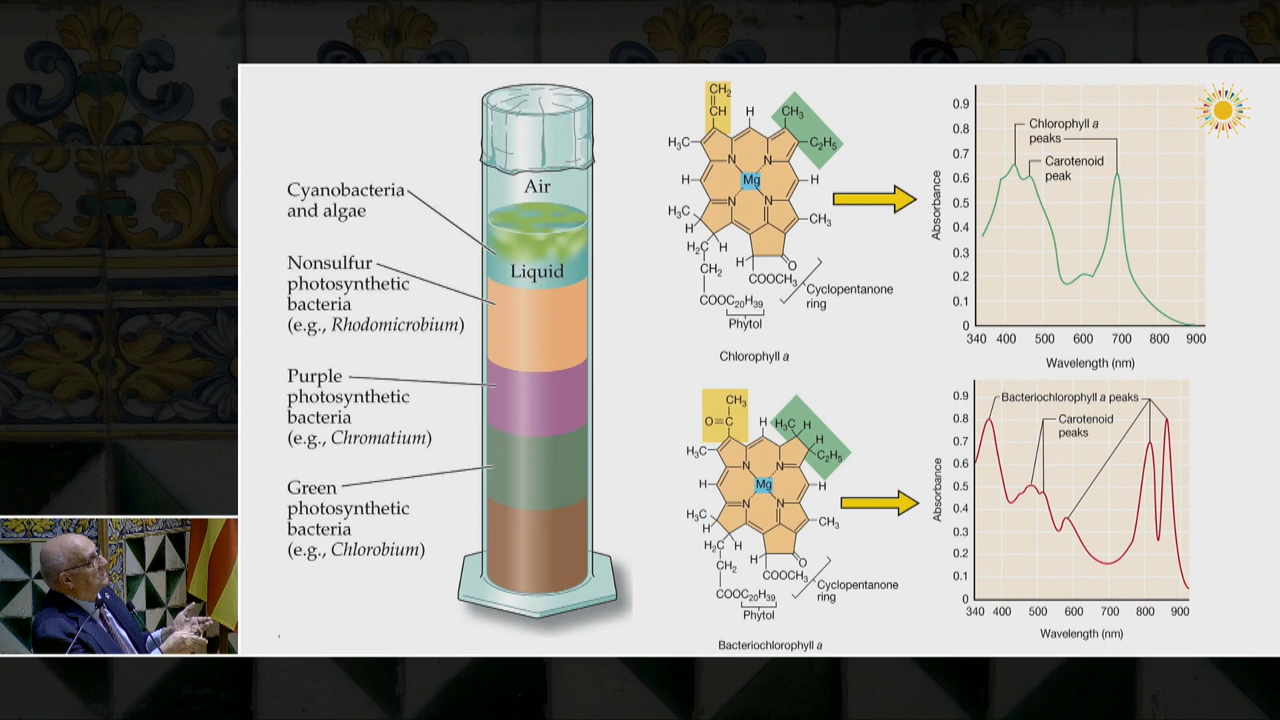 Cyanobacteria
and algae
Nonsulfur
photosynthetic
bacteria
(e.g., Rhodomicrobium)
Purple
photosynthetic
bacteria
(e.g., Chromatium)
Green
photosynthetic
bacteria
(e.g., Chlorobium)
Air
Liquid
CH₂
CH
H
CH₃
H₃C
C₂H₅
N
N
Mg
H
H
N
N
H₃C
H
CH₃
H₂C
H
H
O
CH₂
COOCH₃
COOC₂₀H₃₉
Cyclopentanone
ring
Phytol
Chlorophyll a
CH₃
O=C
H
H₃C
H
H
C₂H₅
H₃C
N
N
H
Mg
H
N
N
H₃C
H
CH₃
H₂C
H
H
O
CH₂
COOCH₃
COOC₂₀H₃₉
Cyclopentanone
ring
Phytol
Bacteriochlorophyll a
Absorbance
0.9
0.8
0.7
0.6
0.5
0.4
0.3
0.2
0.1
0
Chlorophyll a
peaks
Carotenoid
peak
340 400 500 600 700 800 900
Wavelength (nm)
Absorbance
0.9
0.8
0.7
0.6
0.5
0.4
0.3
0.2
0.1
0
Bacteriochlorophyll a peaks
Carotenoid
peaks
340 400 500 600 700 800 900
Wavelength (nm)